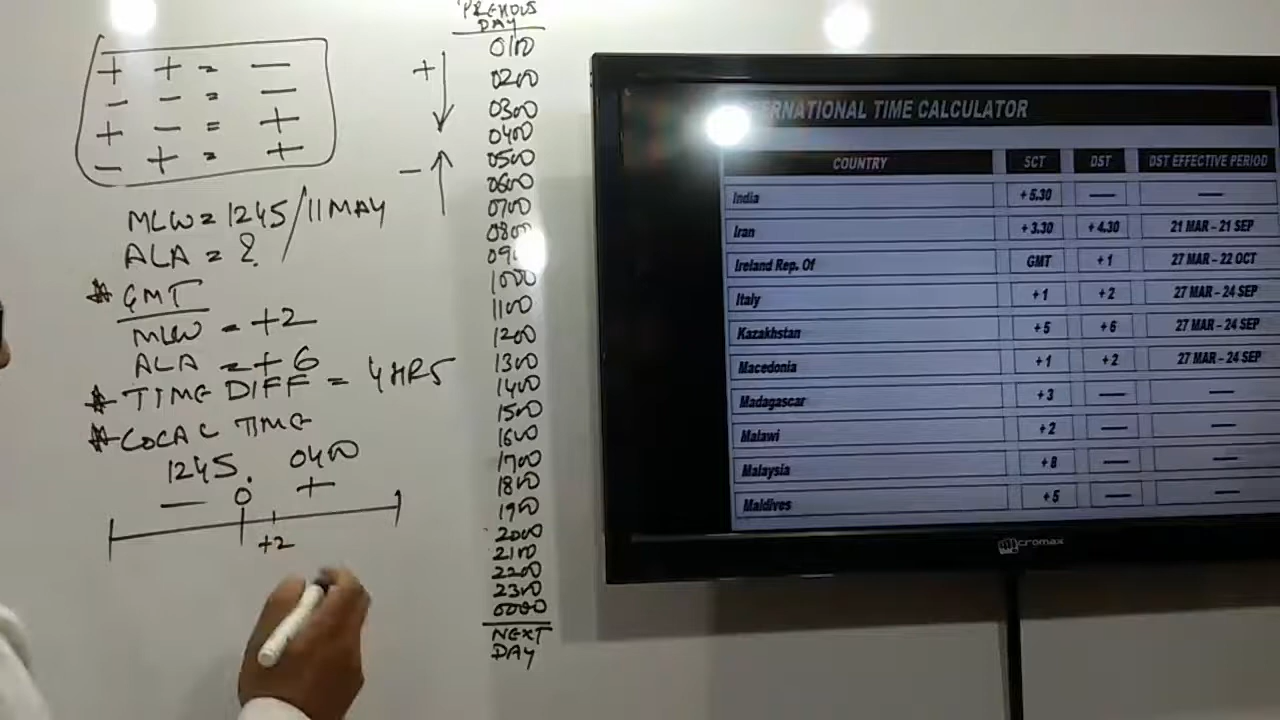 + + = —
— — = —
+ — = +
— + = +
MLW = 1245/11 MAY
ALA = ?
* GMT
MLW = +2
ALA = +6
* TIME DIFF = 4HRS
* LOCAL TIME
1245. 0400
— 0 +
+2
+
—
PREVIOUS
DAY
0100
0200
0300
0400
0500
0600
0700
0800
09
1000
1100
1200
1300
1400
1500
1600
1700
1800
1900
2000
2100
2200
2300
0000
NEXT
DAY
ERNATIONAL TIME CALCULATOR
COUNTRY SCT DST DST EFFECTIVE PERIOD
India +5.30 — —
Iran +3.30 +4.30 21 MAR - 21 SEP
Ireland Rep. Of GMT +1 27 MAR - 22 OCT
Italy +1 +2 27 MAR - 24 SEP
Kazakhstan +5 +6 27 MAR - 24 SEP
Macedonia +1 +2 27 MAR - 24 SEP
Madagascar +3 — —
Malawi +2 — —
Malaysia +8 — —
Maldives +5 — —
Micromax